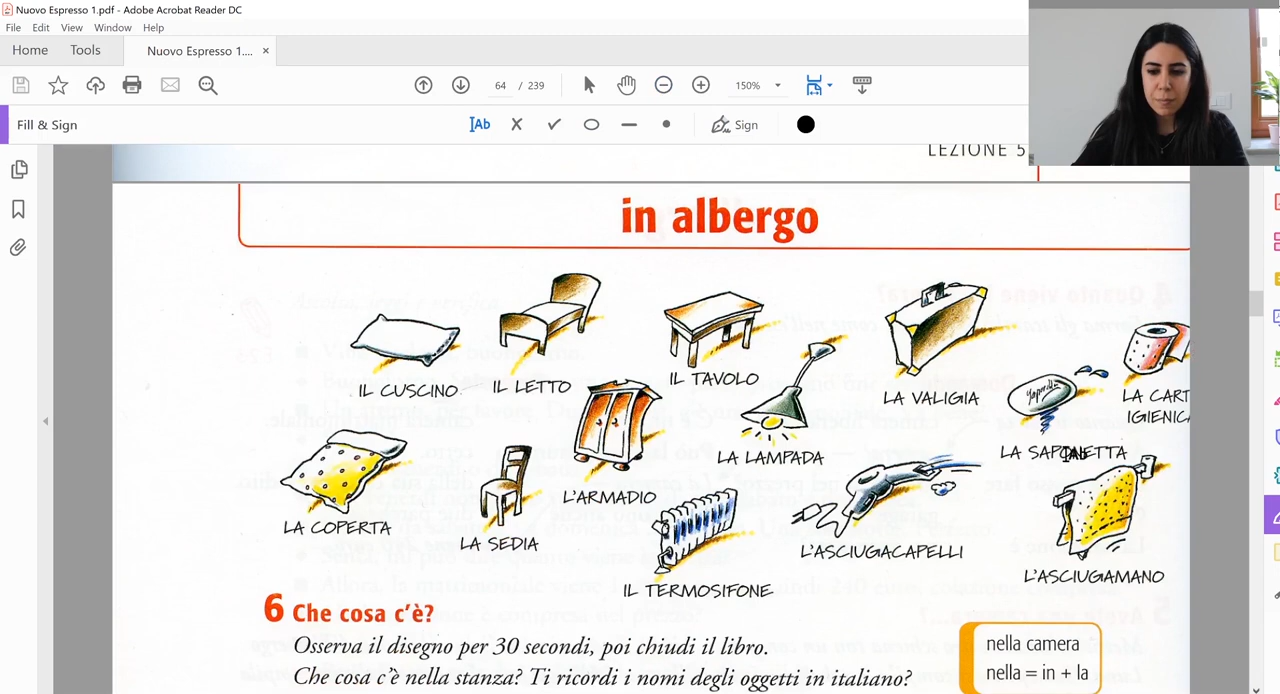 Nuovo Espresso 1.pdf - Adobe Acrobat Reader DC
File Edit View Window Help
Home Tools Nuovo Espresso 1.... ×
64 / 239 150%
Fill & Sign Ab Sign
LEZIONE 5
in albergo
IL CUSCINO
IL LETTO
IL TAVOLO
LA VALIGIA
LA CART
IGIENICA
LA LAMPADA
LA SAPONETTA
LA COPERTA
LA SEDIA
L'ARMADIO
L'ASCIUGACAPELLI
L'ASCIUGAMANO
IL TERMOSIFONE
6 Che cosa c'è?
Osserva il disegno per 30 secondi, poi chiudi il libro.
Che cosa c'è nella stanza? Ti ricordi i nomi degli oggetti in italiano?
nella camera
nella = in + la